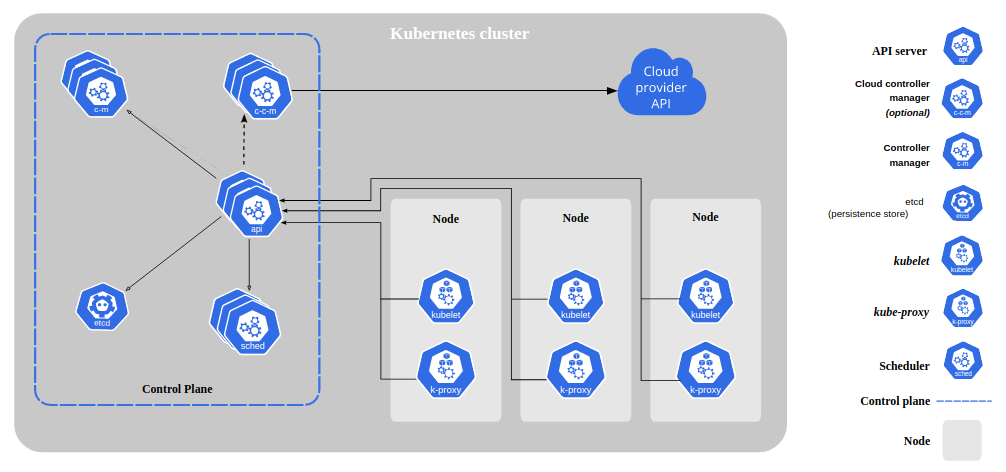 Kubernetes cluster
c-m
c-c-m
Cloud
provider
API
api
etcd
sched
Control Plane
Node
kubelet
k-proxy
Node
kubelet
k-proxy
Node
kubelet
k-proxy
API server
api
Cloud controller
manager
(optional)
c-c-m
Controller
manager
c-m
etcd
(persistence store)
etcd
kubelet
kubelet
kube-proxy
k-proxy
Scheduler
sched
Control plane
Node